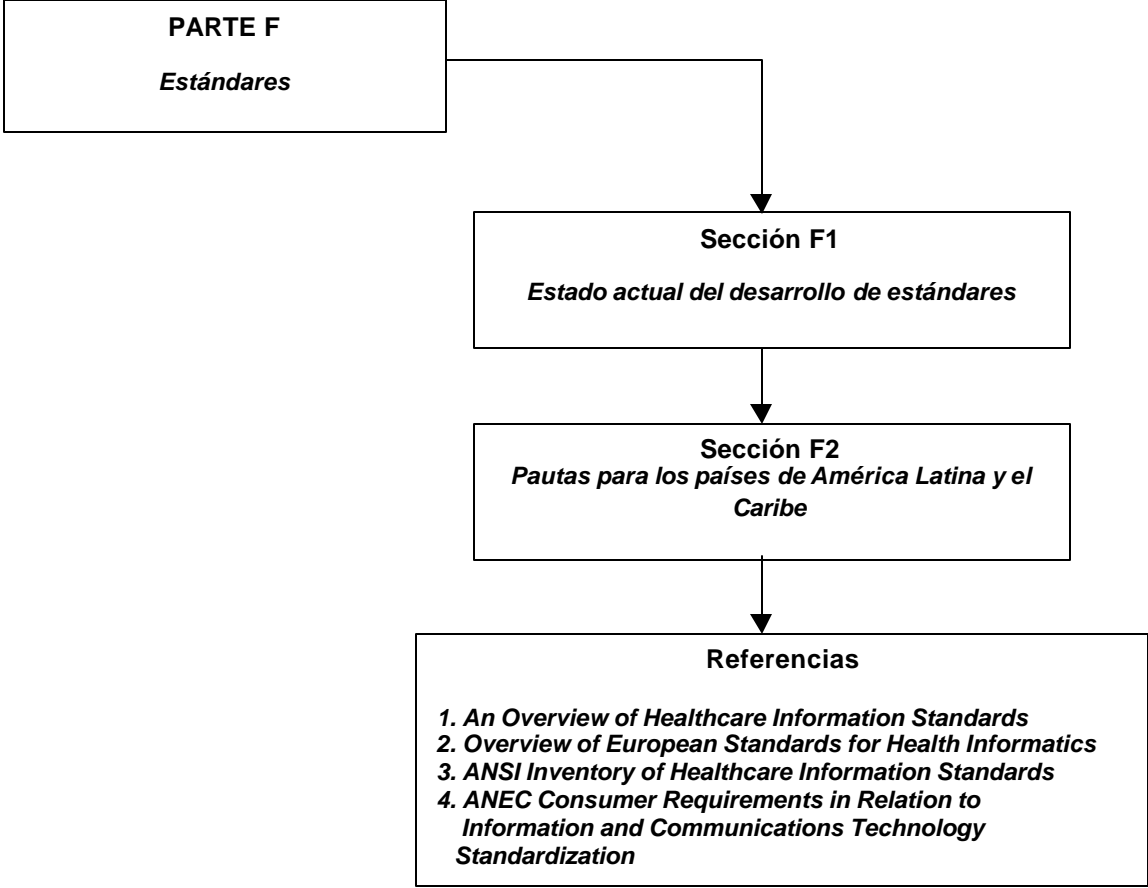 PARTE F
Estándares
Sección F1
Estado actual del desarrollo de estándares
Sección F2
Pautas para los países de América Latina y el
Caribe
Referencias
1. An Overview of Healthcare Information Standards
2. Overview of European Standards for Health Informatics
3. ANSI Inventory of Healthcare Information Standards
4. ANEC Consumer Requirements in Relation to
Information and Communications Technology
Standardization